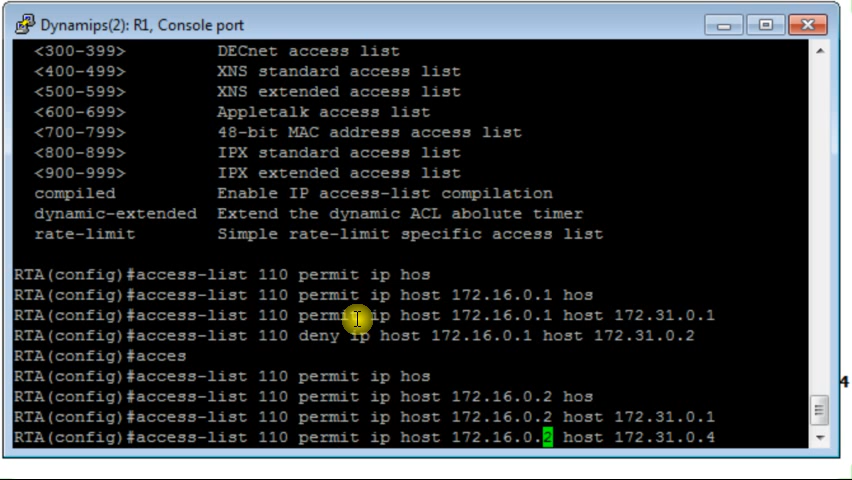 Dynamips(2): R1, Console port
<300-399> DECnet access list
<400-499> XNS standard access list
<500-599> XNS extended access list
<600-699> Appletalk access list
<700-799> 48-bit MAC address access list
<800-899> IPX standard access list
<900-999> IPX extended access list
compiled Enable IP access-list compilation
dynamic-extended Extend the dynamic ACL abolute timer
rate-limit Simple rate-limit specific access list
RTA(config)#access-list 110 permit ip hos
RTA(config)#access-list 110 permit ip host 172.16.0.1 hos
RTA(config)#access-list 110 permit ip host 172.16.0.1 host 172.31.0.1
RTA(config)#access-list 110 deny ip host 172.16.0.1 host 172.31.0.2
RTA(config)#acces
RTA(config)#access-list 110 permit ip hos
RTA(config)#access-list 110 permit ip host 172.16.0.2 hos
RTA(config)#access-list 110 permit ip host 172.16.0.2 host 172.31.0.1
RTA(config)#access-list 110 permit ip host 172.16.0.2 host 172.31.0.4
4